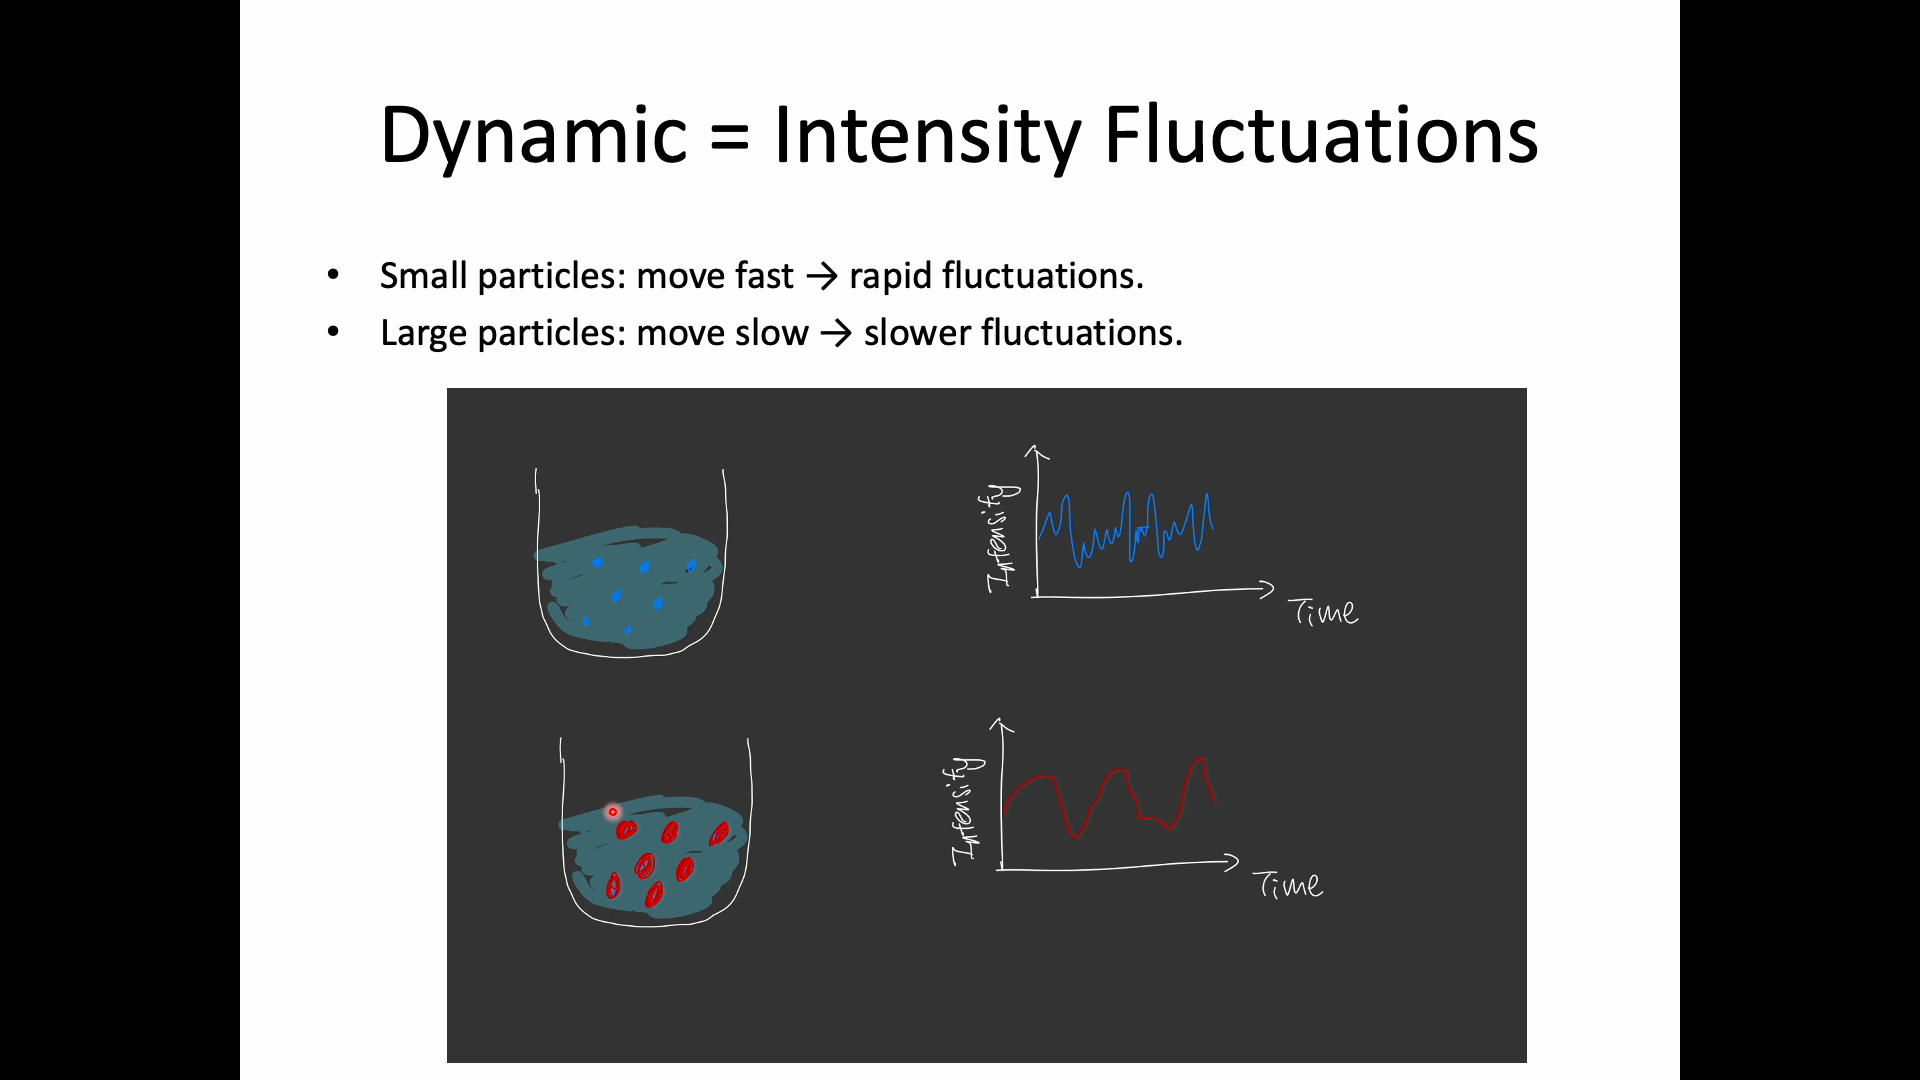 Dynamic = Intensity Fluctuations
• Small particles: move fast → rapid fluctuations.
• Large particles: move slow → slower fluctuations.
Intensity
Time
Intensity
Time